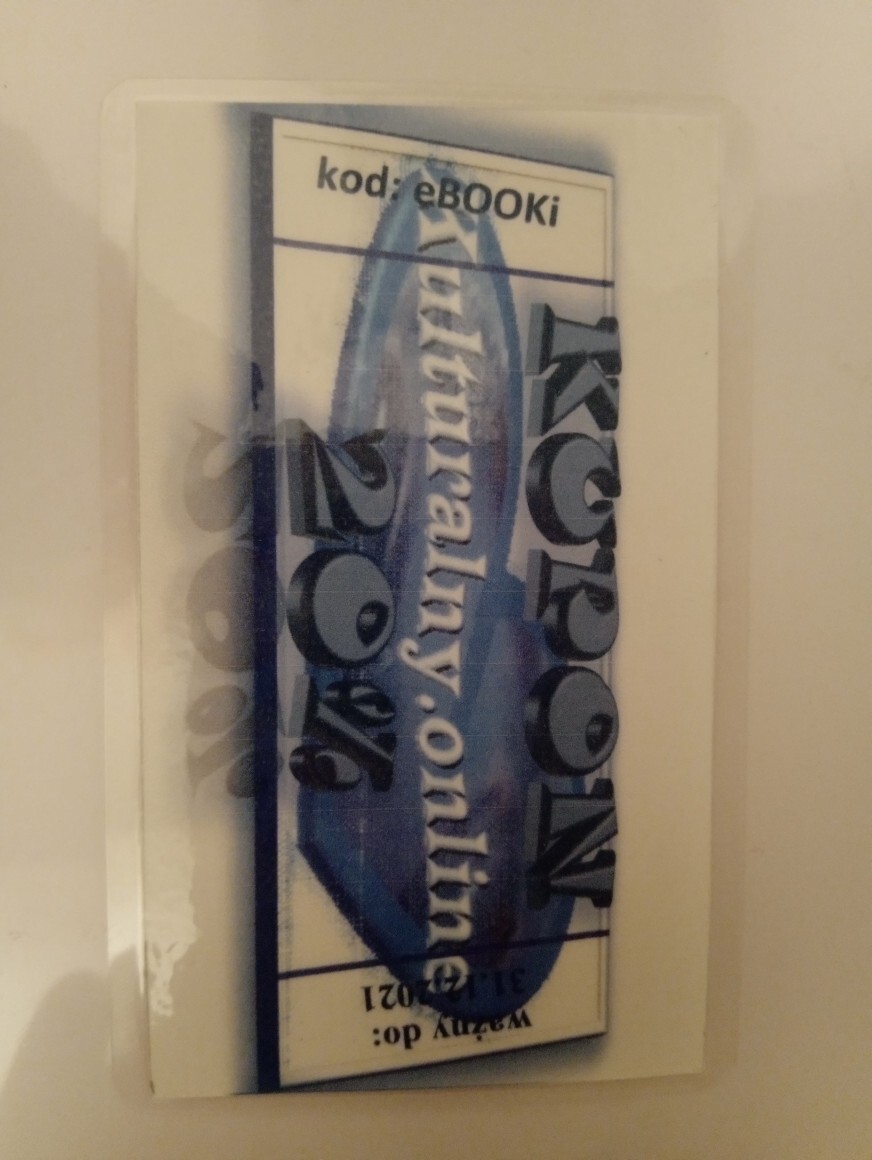 kod: eBOOKi
KUPON
Kulturalny.online
20%
ważny do:
31.12.2021